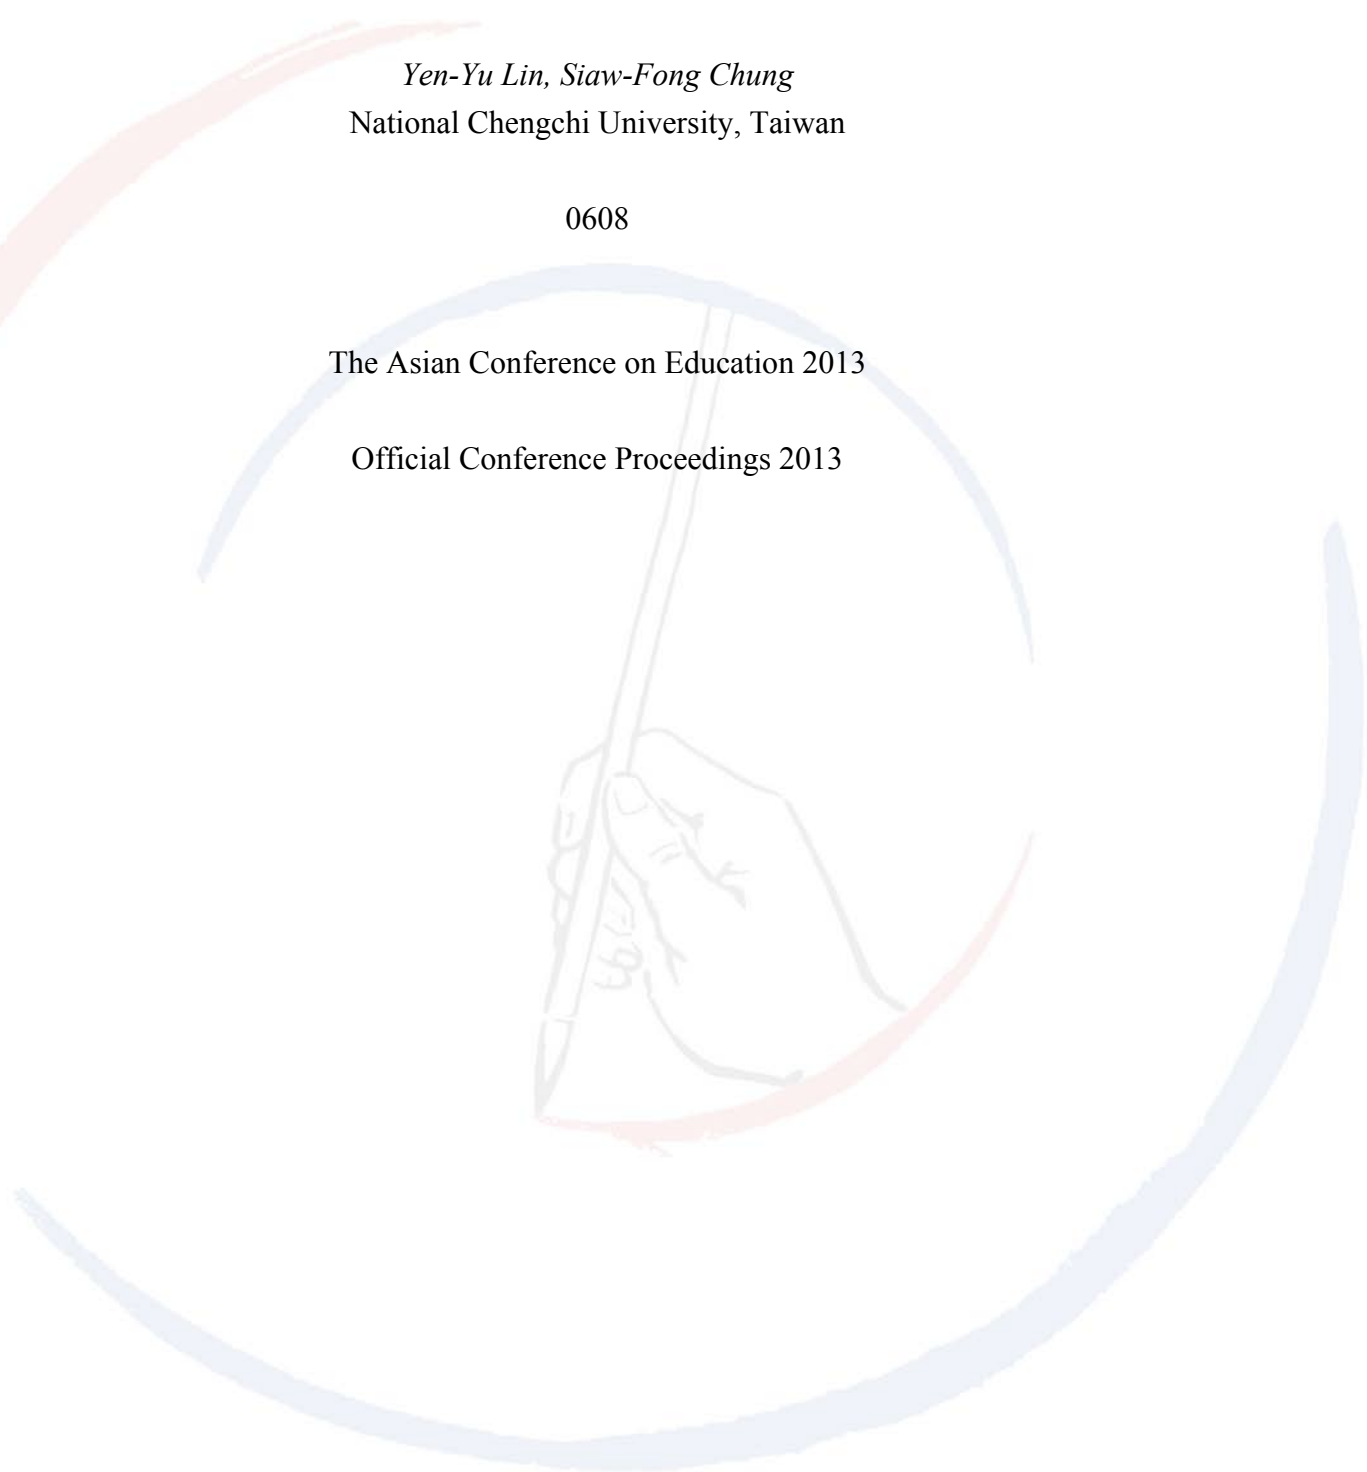 Yen-Yu Lin, Siaw-Fong Chung
National Chengchi University, Taiwan
0608
The Asian Conference on Education 2013
Official Conference Proceedings 2013